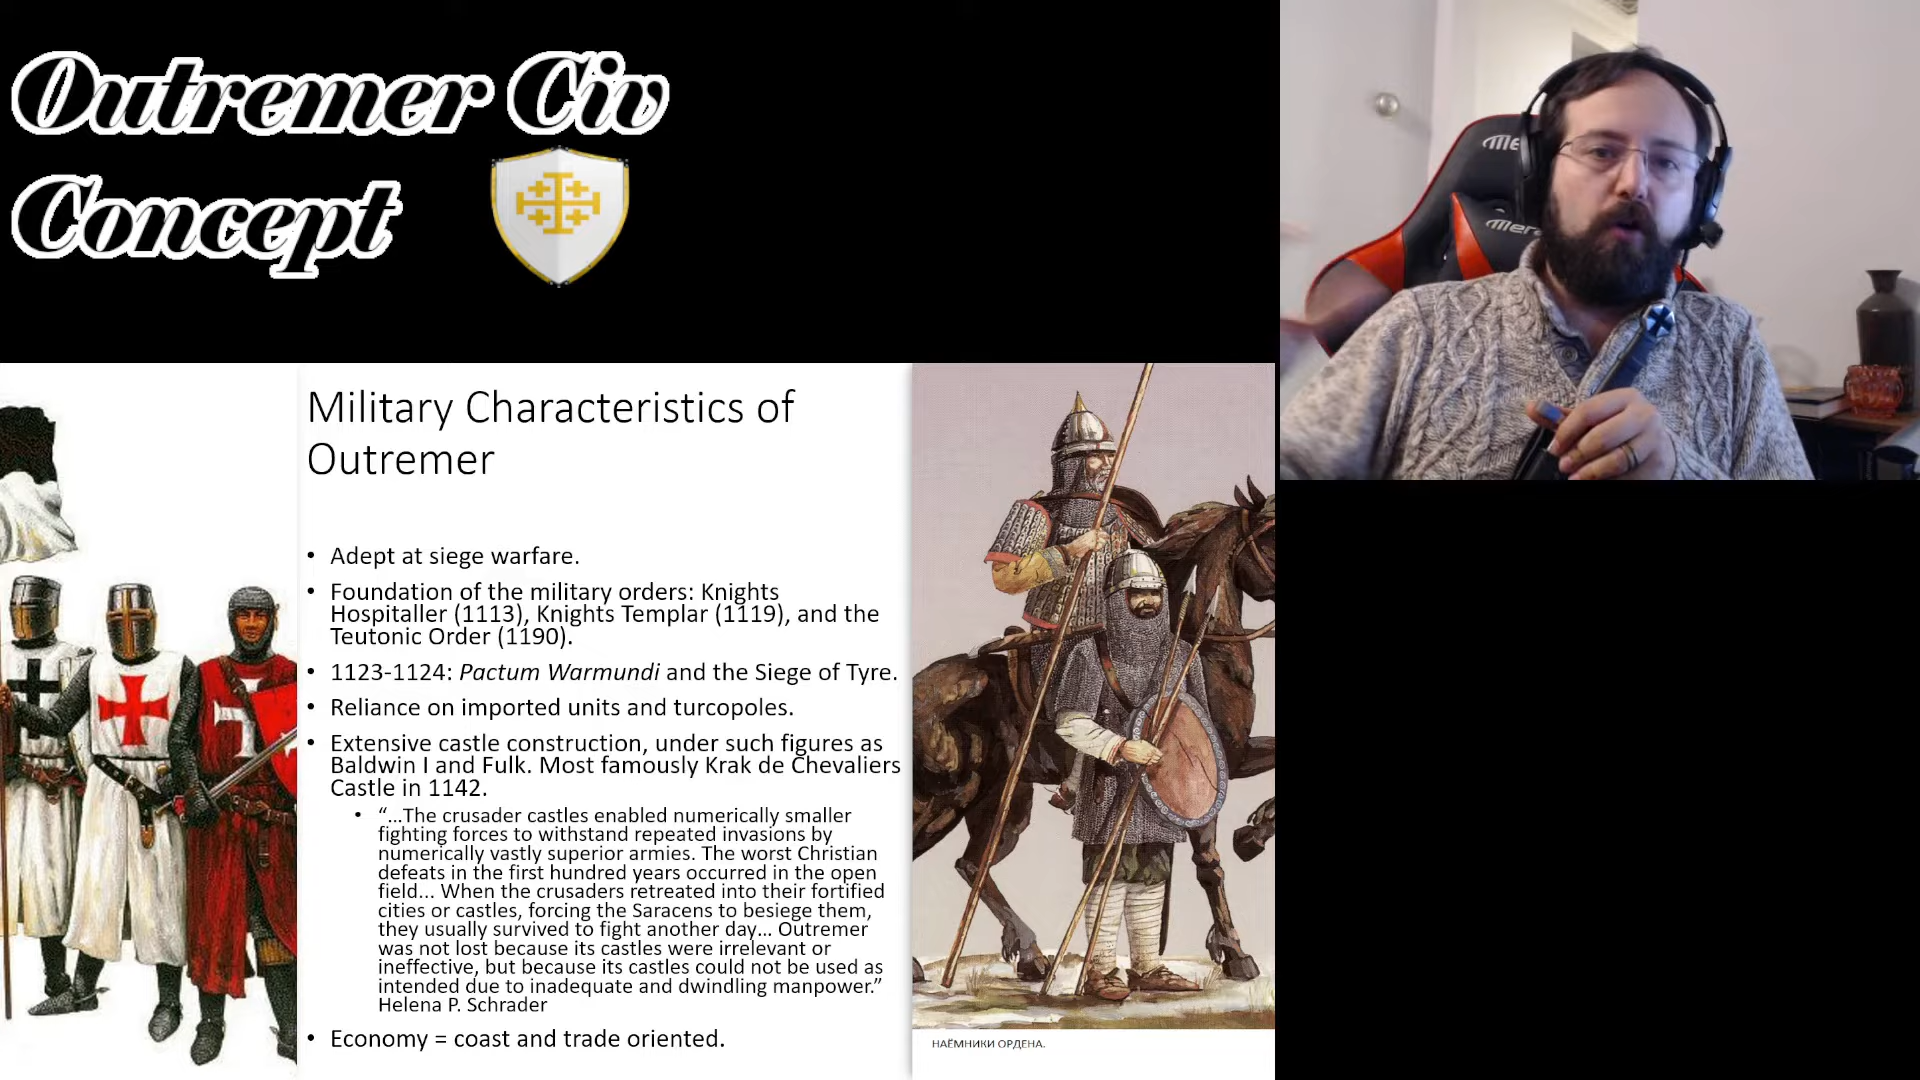 Outremer Civ
Concept
Military Characteristics of
Outremer
• Adept at siege warfare.
• Foundation of the military orders: Knights
Hospitaller (1113), Knights Templar (1119), and the
Teutonic Order (1190).
• 1123-1124: Pactum Warmundi and the Siege of Tyre.
• Reliance on imported units and turcopoles.
• Extensive castle construction, under such figures as
Baldwin I and Fulk. Most famously Krak de Chevaliers
Castle in 1142.
• “...The crusader castles enabled numerically smaller
fighting forces to withstand repeated invasions by
numerically vastly superior armies. The worst Christian
defeats in the first hundred years occurred in the open
field... When the crusaders retreated into their fortified
cities or castles, forcing the Saracens to besiege them,
they usually survived to fight another day... Outremer
was not lost because its castles were irrelevant or
ineffective, but because its castles could not be used as
intended due to inadequate and dwindling manpower.”
Helena P. Schrader
• Economy = coast and trade oriented.
НАЁМНИКИ ОРДЕНА.